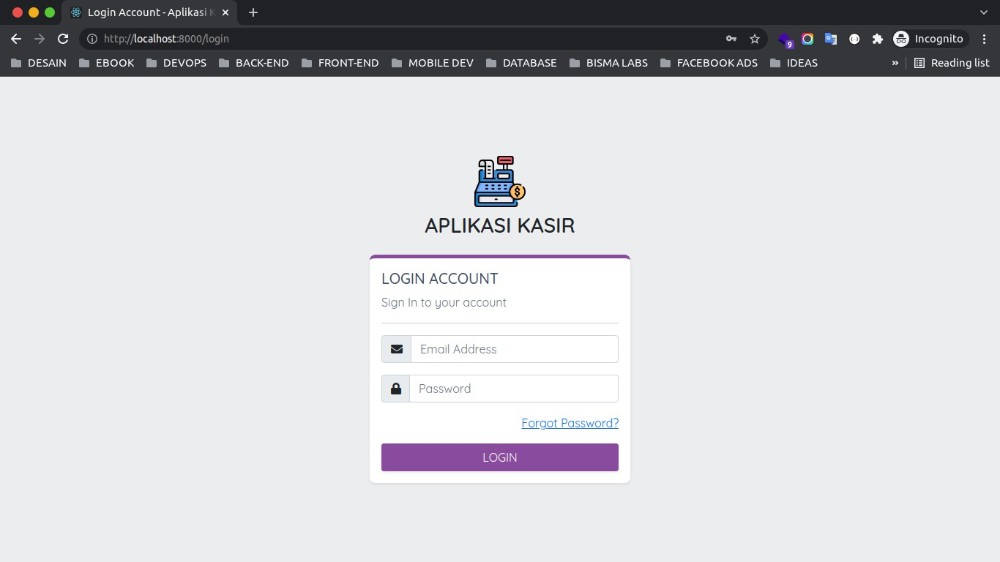 Login Account - Aplikasi K
http://localhost:8000/login
9
Incognito
DESAIN
EBOOK
DEVOPS
BACK-END
FRONT-END
MOBILE DEV
DATABASE
BISMA LABS
FACEBOOK ADS
IDEAS
»
Reading list
$
APLIKASI KASIR
LOGIN ACCOUNT
Sign In to your account
Email Address
Password
Forgot Password?
LOGIN